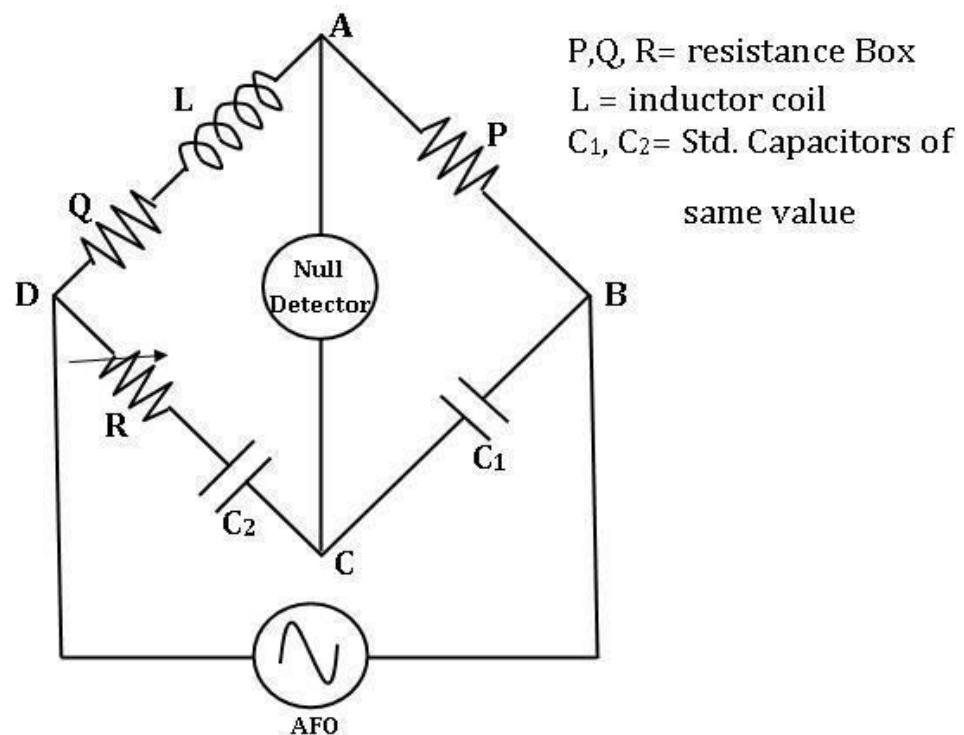 A
P,Q, R= resistance Box
L
L = inductor coil
P
C₁, C₂= Std. Capacitors of
same value
Q
Null
Detector
D
B
R
C₁
C₂
C
AFO